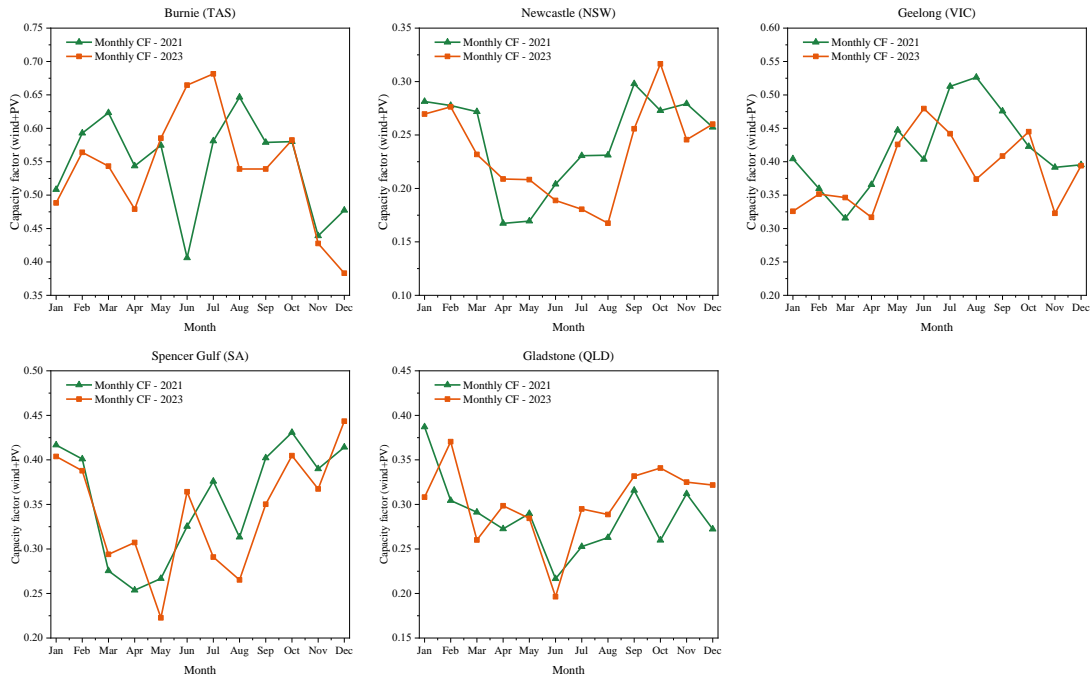 Burnie (TAS)
Capacity factor (wind+PV)
0.75
0.70
0.65
0.60
0.55
0.50
0.45
0.40
0.35
Monthly CF - 2021
Monthly CF - 2023
Jan Feb Mar Apr May Jun Jul Aug Sep Oct Nov Dec
Month
Newcastle (NSW)
Capacity factor (wind+PV)
0.35
0.30
0.25
0.20
0.15
0.10
Monthly CF - 2021
Monthly CF - 2023
Jan Feb Mar Apr May Jun Jul Aug Sep Oct Nov Dec
Month
Geelong (VIC)
Capacity factor (wind+PV)
0.60
0.55
0.50
0.45
0.40
0.35
0.30
0.25
0.20
Monthly CF - 2021
Monthly CF - 2023
Jan Feb Mar Apr May Jun Jul Aug Sep Oct Nov Dec
Month
Spencer Gulf (SA)
Capacity factor (wind+PV)
0.50
0.45
0.40
0.35
0.30
0.25
0.20
Monthly CF - 2021
Monthly CF - 2023
Jan Feb Mar Apr May Jun Jul Aug Sep Oct Nov Dec
Month
Gladstone (QLD)
Capacity factor (wind+PV)
0.45
0.40
0.35
0.30
0.25
0.20
0.15
Monthly CF - 2021
Monthly CF - 2023
Jan Feb Mar Apr May Jun Jul Aug Sep Oct Nov Dec
Month